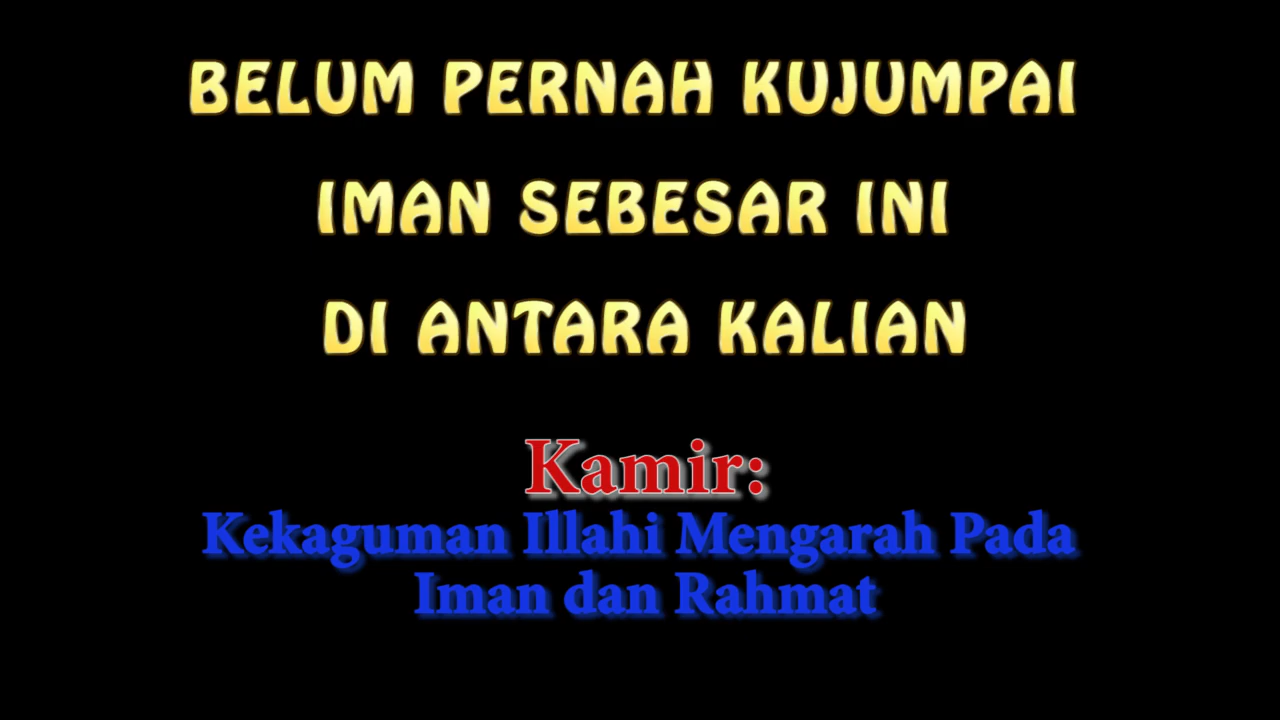 BELUM PERNAH KUJUMPAI
IMAN SEBESAR INI
DI ANTARA KALIAN
Kamir:
Kekaguman Illahi Mengarah Pada
Iman dan Rahmat